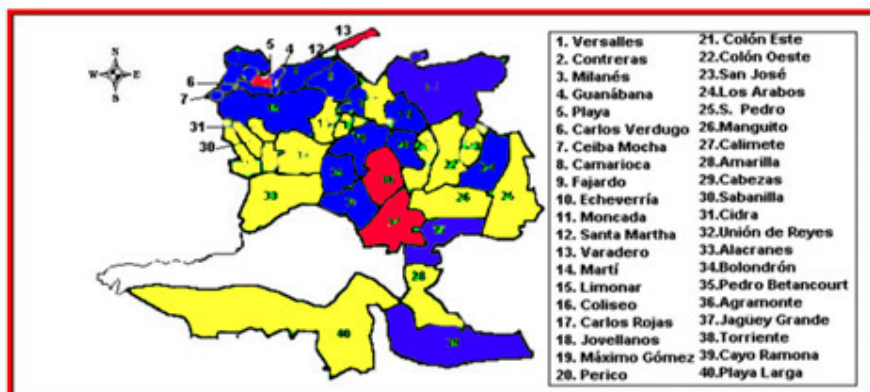 13
N
W E
S
5
4
12
6
7
31
30
30
26
28
40
1. Versalles
2. Contreras
3. Milanés
4. Guanábana
5. Playa
6. Carlos Verdugo
7. Ceiba Mocha
8. Camarioca
9. Fajardo
10. Echeverría
11. Moncada
12. Santa Martha
13. Varadero
14. Martí
15. Limonar
16. Coliseo
17. Carlos Rojas
18. Jovellanos
19. Máximo Gómez
20. Perico
21. Colón Este
22.Colón Oeste
23.San José
24.Los Arabos
25.S. Pedro
26.Manguito
27.Calimete
28.Amarilla
29.Cabezas
30.Sabanilla
31.Cidra
32.Unión de Reyes
33.Alacranes
34.Bolondrón
35.Pedro Betancourt
36.Agramonte
37.Jagüey Grande
38.Torriente
39.Cayo Ramona
40.Playa Larga